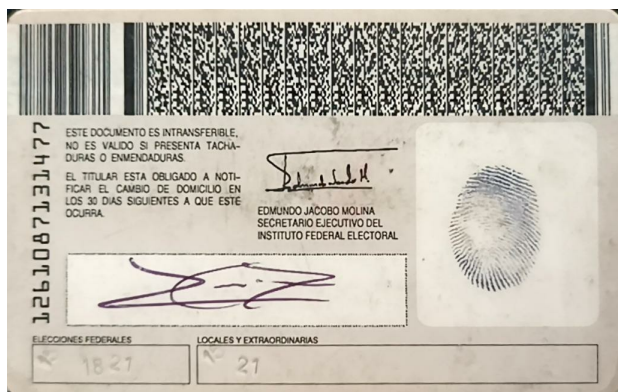 1261087131477
ESTE DOCUMENTO ES INTRANSFERIBLE,
NO ES VALIDO SI PRESENTA TACHA-
DURAS O ENMENDADURAS.
EL TITULAR ESTA OBLIGADO A NOTI-
FICAR EL CAMBIO DE DOMICILIO EN
LOS 30 DIAS SIGUIENTES A QUE ESTE
OCURRA.
EDMUNDO JACOBO MOLINA
SECRETARIO EJECUTIVO DEL
INSTITUTO FEDERAL ELECTORAL
ELECCIONES FEDERALES
18 21
LOCALES Y EXTRAORDINARIAS
21